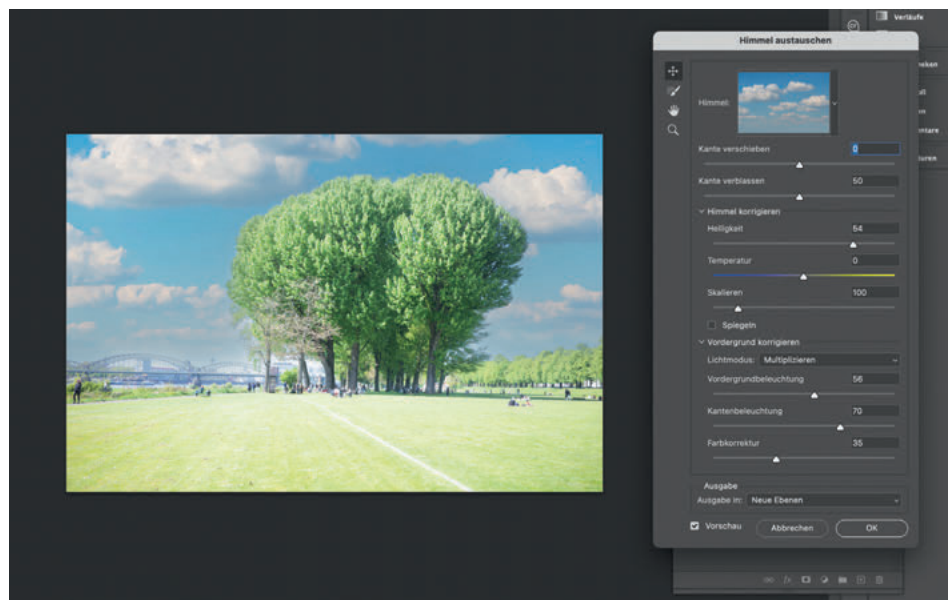 Verläufe
Himmel austauschen
Himmel:
Kante verschieben 0
Kante verblassen 50
Himmel korrigieren
Helligkeit 54
Temperatur 0
Skalieren 100
Spiegeln
Vordergrund korrigieren
Lichtmodus: Multiplizieren
Vordergrundbeleuchtung 56
Kantenbeleuchtung 70
Farbkorrektur 35
Ausgabe
Ausgabe in: Neue Ebenen
Vorschau Abbrechen OK
fx